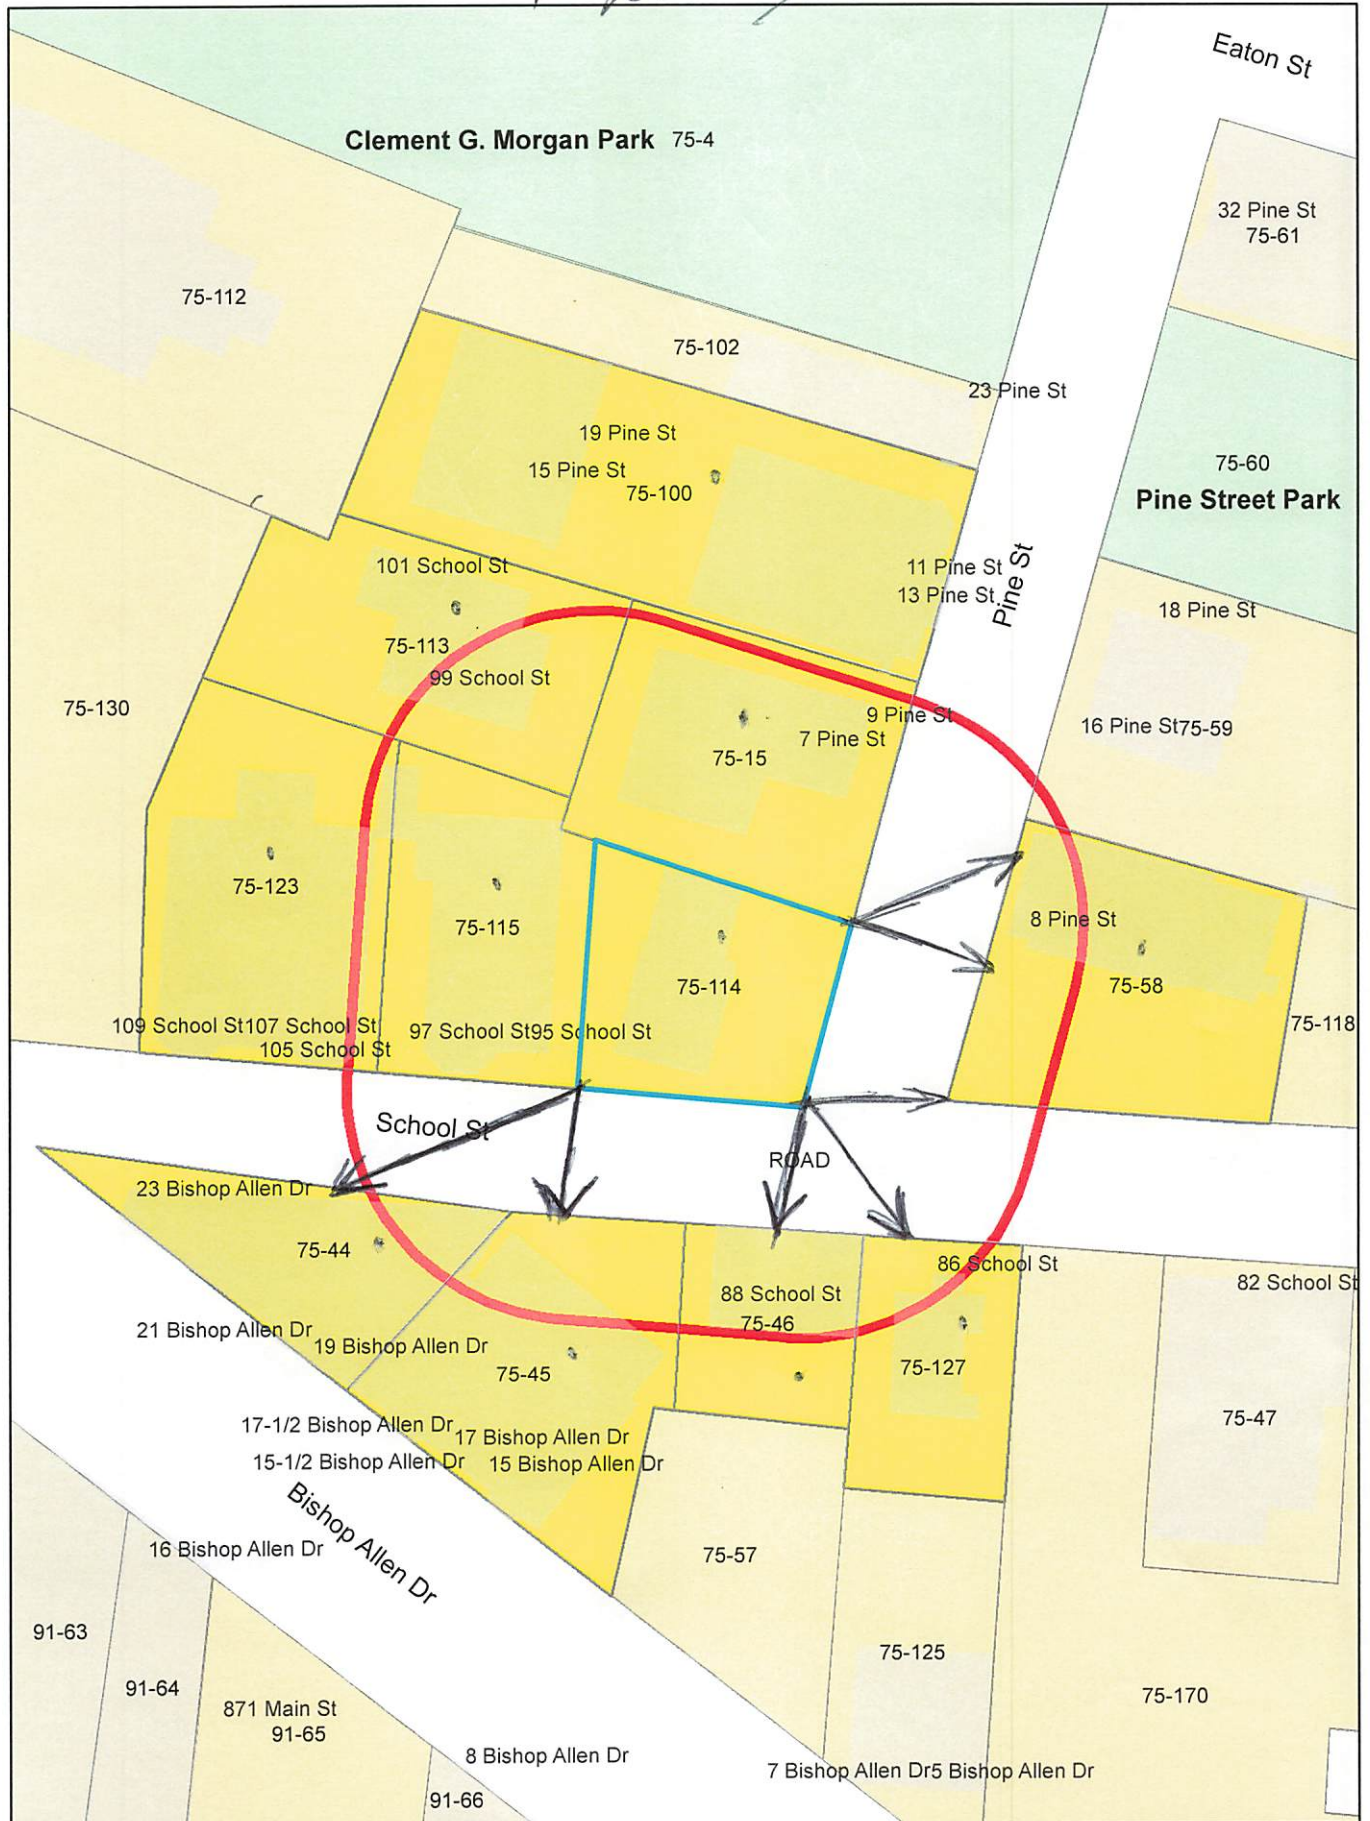 Eaton St
Clement G. Morgan Park 75-4
32 Pine St
75-61
75-112
75-102
23 Pine St
19 Pine St
15 Pine St
75-100
75-60
Pine Street Park
11 Pine St
13 Pine St
Pine St
101 School St
75-113
99 School St
18 Pine St
75-130
9 Pine St
7 Pine St
75-15
16 Pine St 75-59
75-123
75-115
8 Pine St
75-58
75-114
75-118
109 School St 107 School St
105 School St
97 School St 95 School St
School St
ROAD
23 Bishop Allen Dr
75-44
86 School St
82 School St
88 School St
75-46
21 Bishop Allen Dr
19 Bishop Allen Dr
75-45
75-127
75-47
17-1/2 Bishop Allen Dr
17 Bishop Allen Dr
15-1/2 Bishop Allen Dr
15 Bishop Allen Dr
Bishop Allen Dr
16 Bishop Allen Dr
75-57
91-63
75-125
91-64
75-170
871 Main St
91-65
8 Bishop Allen Dr
7 Bishop Allen Dr 5 Bishop Allen Dr
91-66